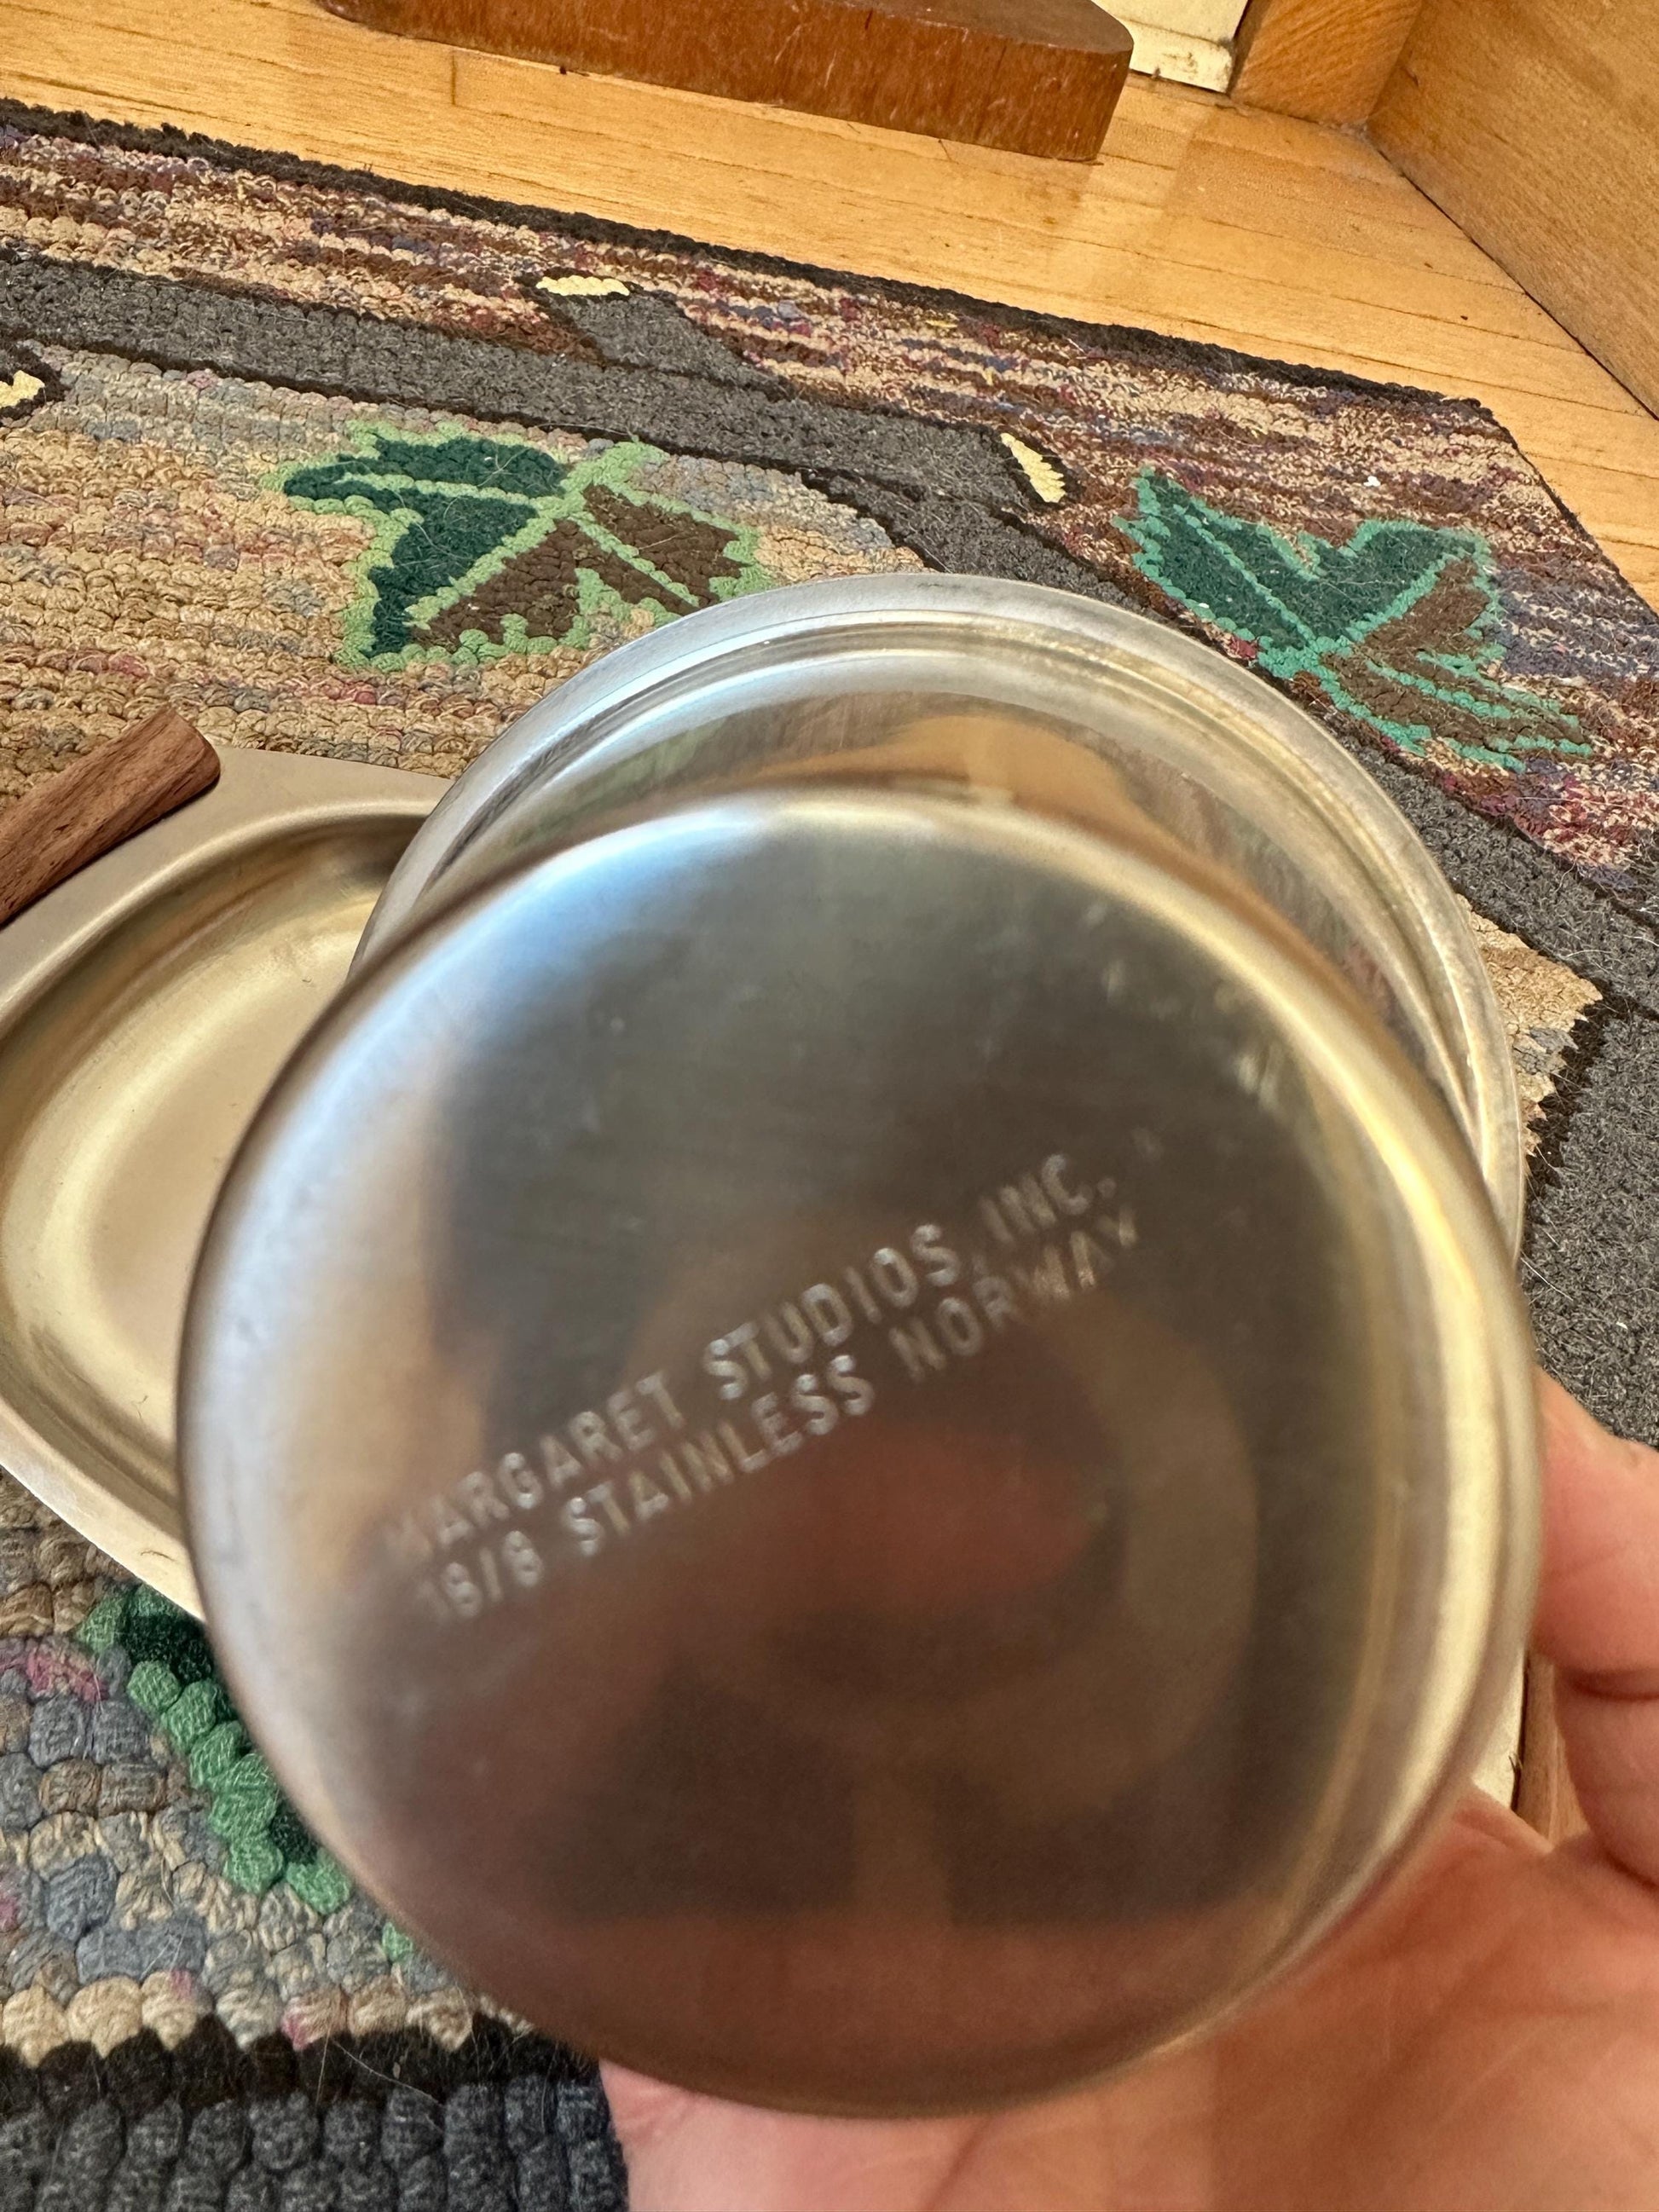 MARGARET STUDIOS, INC.
18/8 STAINLESS NORWAY